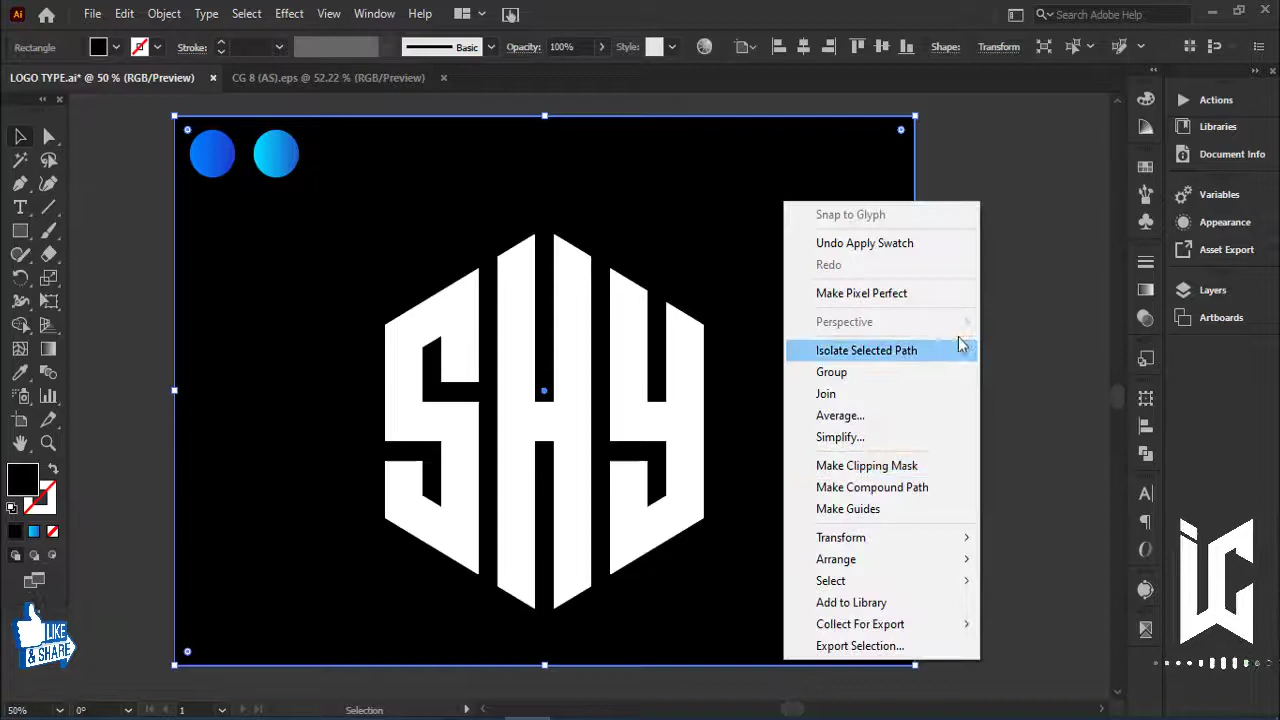 Ai File Edit Object Type Select Effect View Window Help Search Adobe Help
Rectangle Stroke: Basic Opacity: 100% Style: Shape: Transform
LOGO TYPE.ai* @ 50 % (RGB/Preview) × CG 8 (AS).eps @ 52.22 % (RGB/Preview) ×
Actions
Libraries
Document Info
Variables
Appearance
Asset Export
Layers
Artboards
Snap to Glyph
Undo Apply Swatch
Redo
Make Pixel Perfect
Perspective
Isolate Selected Path
Group
Join
Average...
Simplify...
Make Clipping Mask
Make Compound Path
Make Guides
Transform
Arrange
Select
Add to Library
Collect For Export
Export Selection...
SHY
LIKE
& SHARE
50% 0° 1 Selection